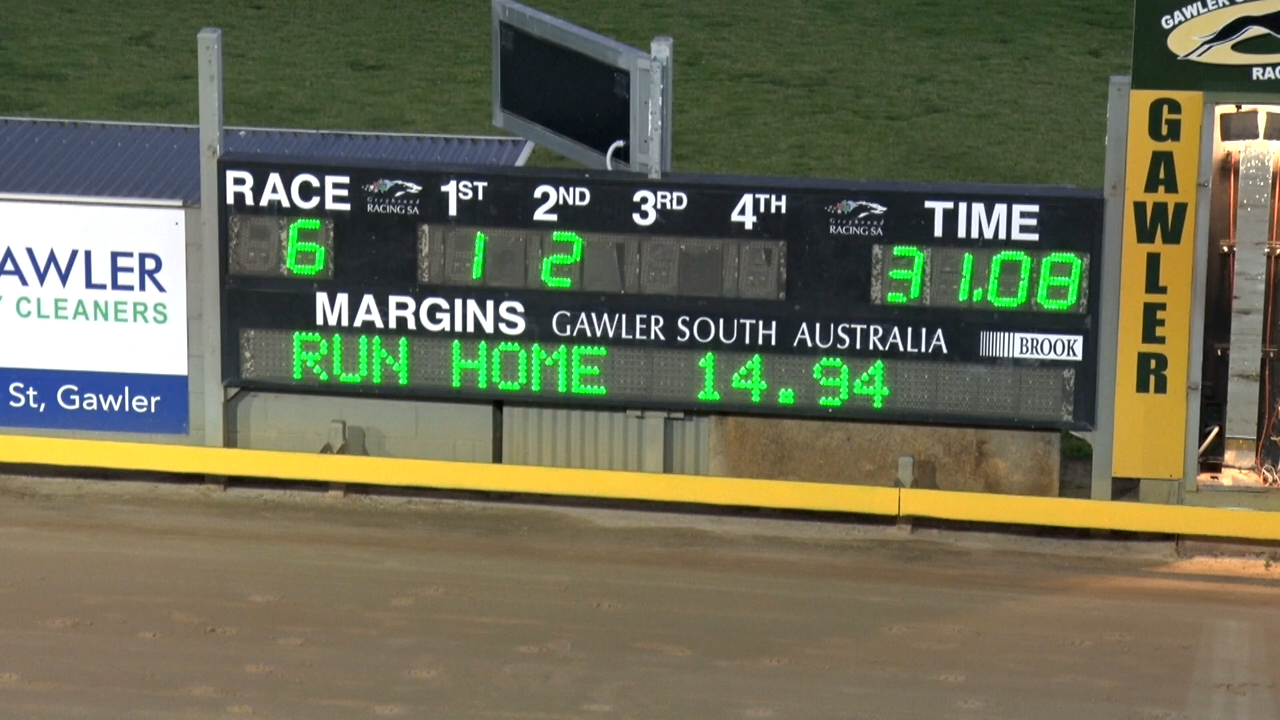 GAWLER
RAC
RACE Greyhound RACING SA 1ST 2ND 3RD 4TH Greyhound RACING SA TIME
6 1 2 31.08
MARGINS GAWLER SOUTH AUSTRALIA BROOK
RUN HOME 14.94
AWLER
CLEANERS
St, Gawler
GAWLER